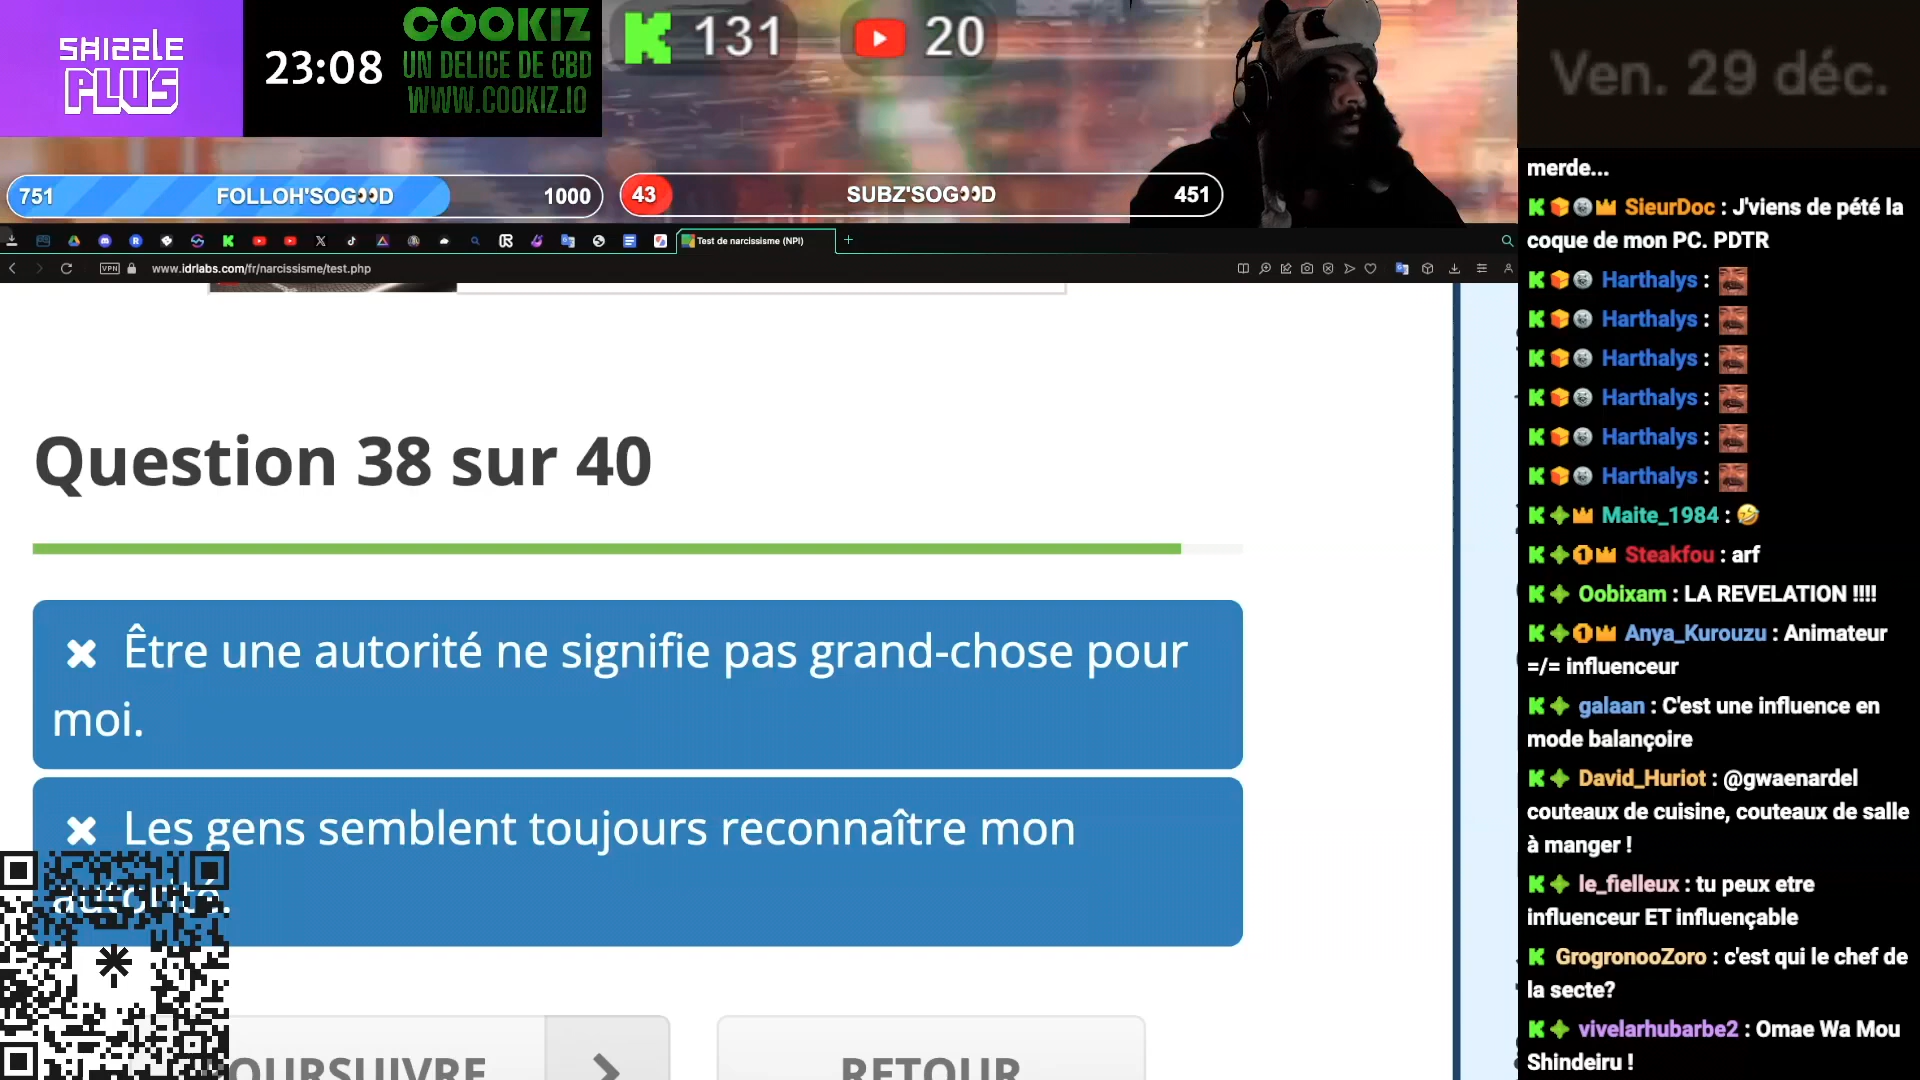 SHIZZLE
PLUS
23:08
COOKIZ
UN DELICE DE CBD
WWW.COOKIZ.IO
131
20
Ven. 29 déc.
751
FOLLOH'SOG👀D
1000
43
SUBZ'SOG👀D
451
Test de narcissisme (NPI)
VPN
www.idrlabs.com/fr/narcissisme/test.php
Question 38 sur 40
Être une autorité ne signifie pas grand-chose pour
moi.
Les gens semblent toujours reconnaître mon
autorité.
POURSUIVRE
RETOUR
merde...
SieurDoc : J'viens de pété la
coque de mon PC. PDTR
Harthalys :
Harthalys :
Harthalys :
Harthalys :
Harthalys :
Harthalys :
Maite_1984 : 🤣
Steakfou : arf
Oobixam : LA REVELATION !!!!
Anya_Kurouzu : Animateur
=/= influenceur
galaan : C'est une influence en
mode balançoire
David_Huriot : @gwaenardel
couteaux de cuisine, couteaux de salle
à manger !
le_fielleux : tu peux etre
influenceur ET influençable
GrogronooZoro : c'est qui le chef de
la secte?
vivelarhubarbe2 : Omae Wa Mou
Shindeiru !